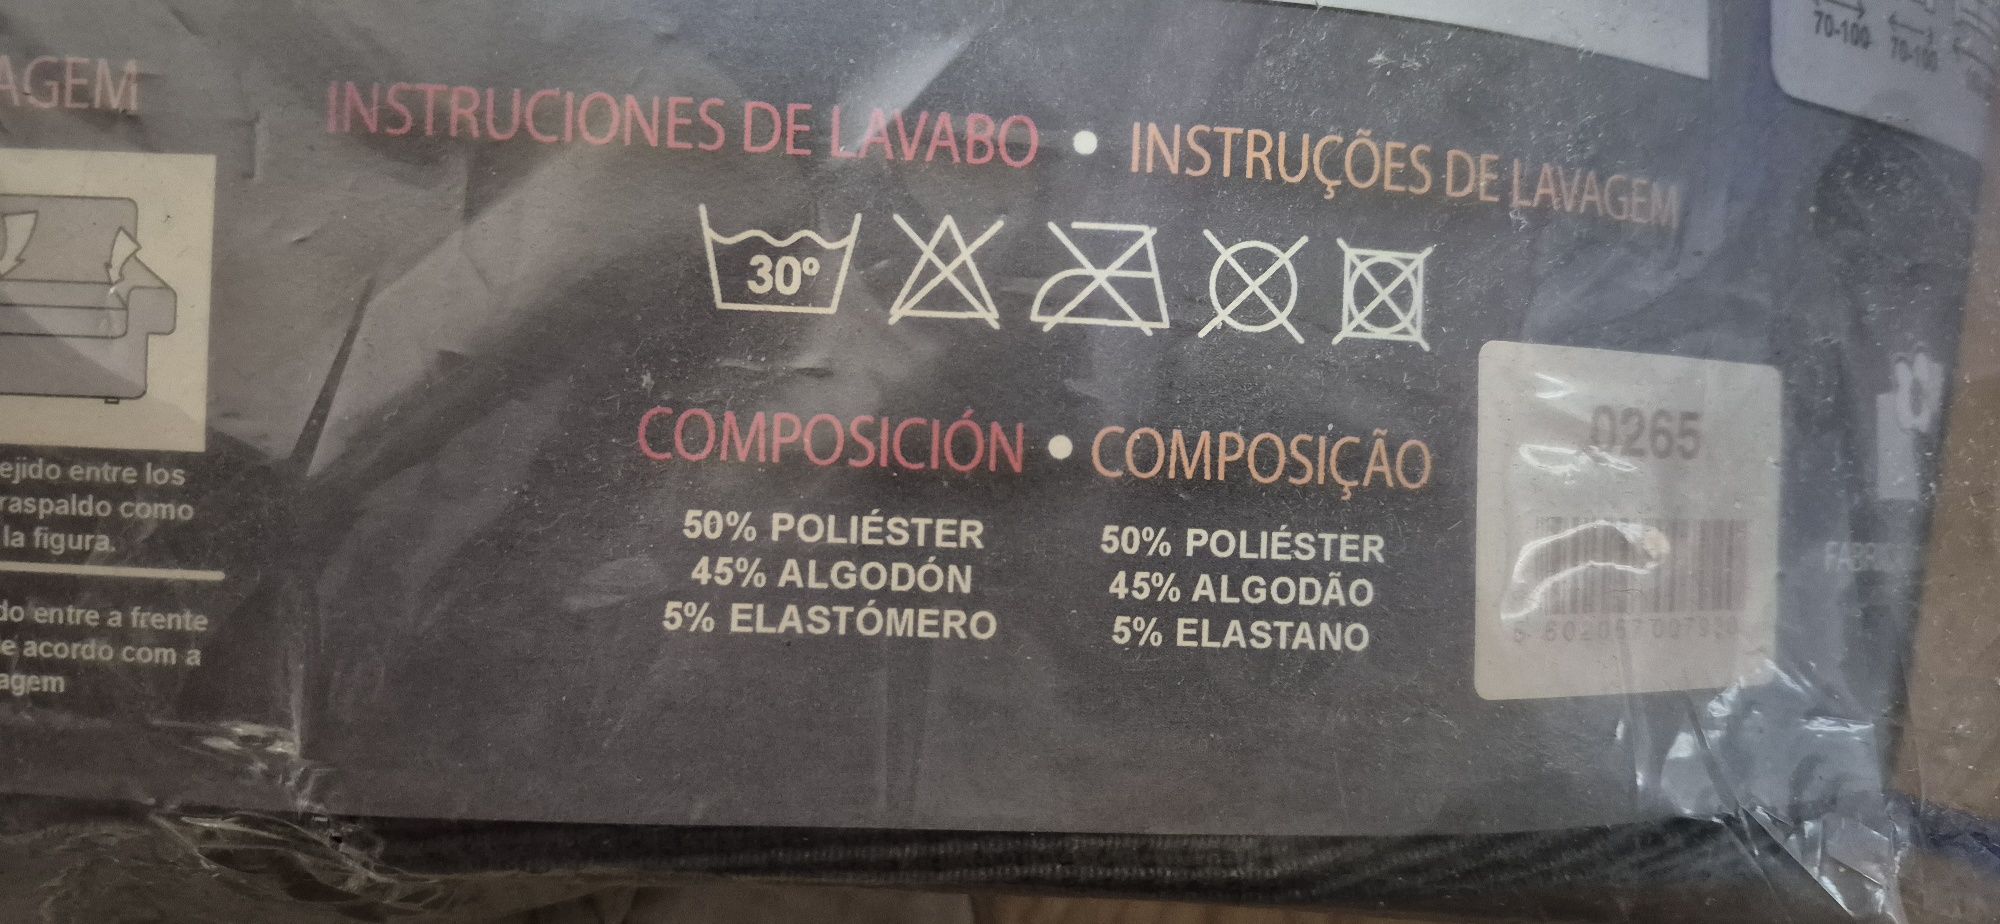 70-100 70-100
AGEM
INSTRUCIONES DE LAVABO • INSTRUÇÕES DE LAVAGEM
30º
COMPOSICIÓN • COMPOSIÇÃO
50% POLIÉSTER
45% ALGODÓN
5% ELASTÓMERO
50% POLIÉSTER
45% ALGODÃO
5% ELASTANO
0265
ejido entre los
raspaldo como
la figura.
do entre a frente
e acordo com a
agem